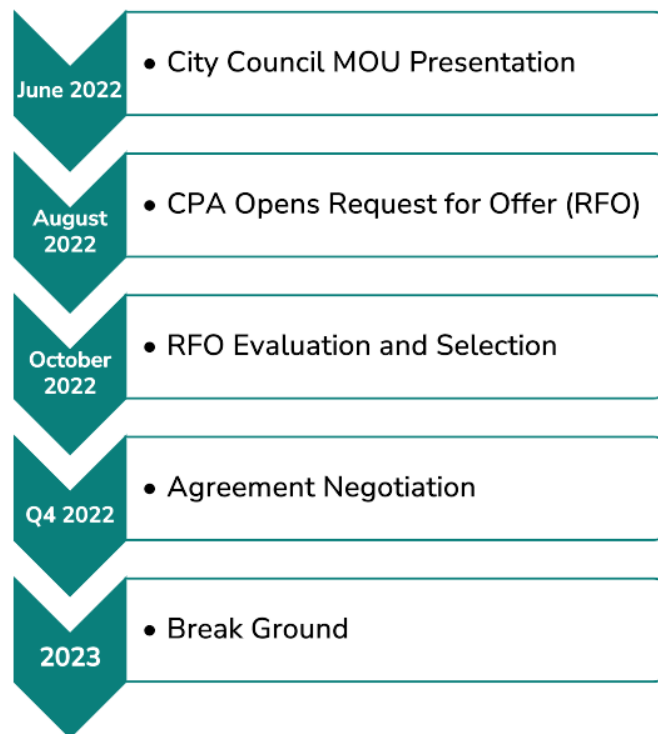 June 2022
• City Council MOU Presentation
August
2022
• CPA Opens Request for Offer (RFO)
October
2022
• RFO Evaluation and Selection
Q4 2022
• Agreement Negotiation
2023
• Break Ground